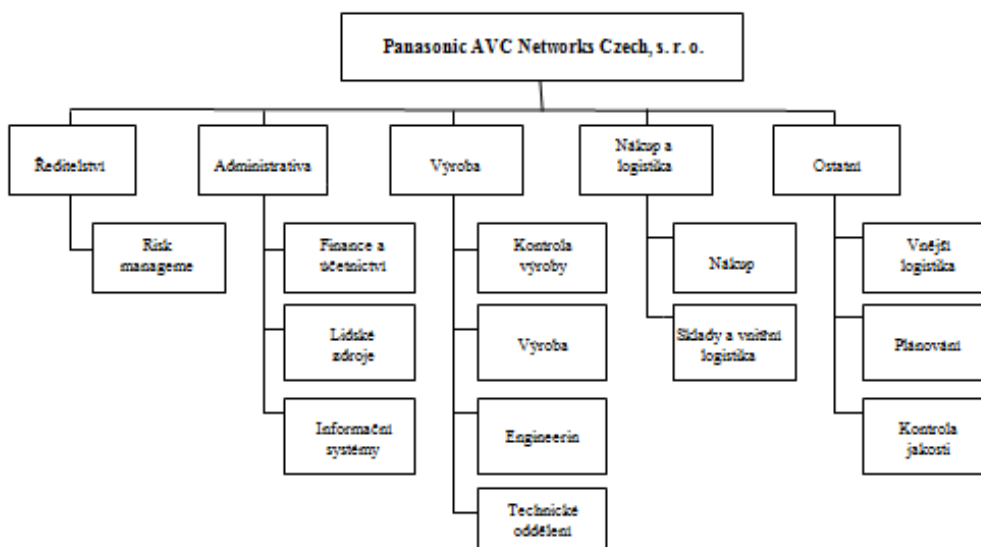 Panasonic AVC Networks Czech, s. r. o.
Ředitelství
Administrativa
Výroba
Nákup a
logistika
Ostatní
Risk
manageme
Finance a
účetnictví
Kontrola
výroby
Nákup
Vnější
logistika
Lidské
zdroje
Výroba
Sklady a vnitřní
logistika
Plánování
Informační
systémy
Engineerin
Kontrola
jakosti
Technické
oddělení